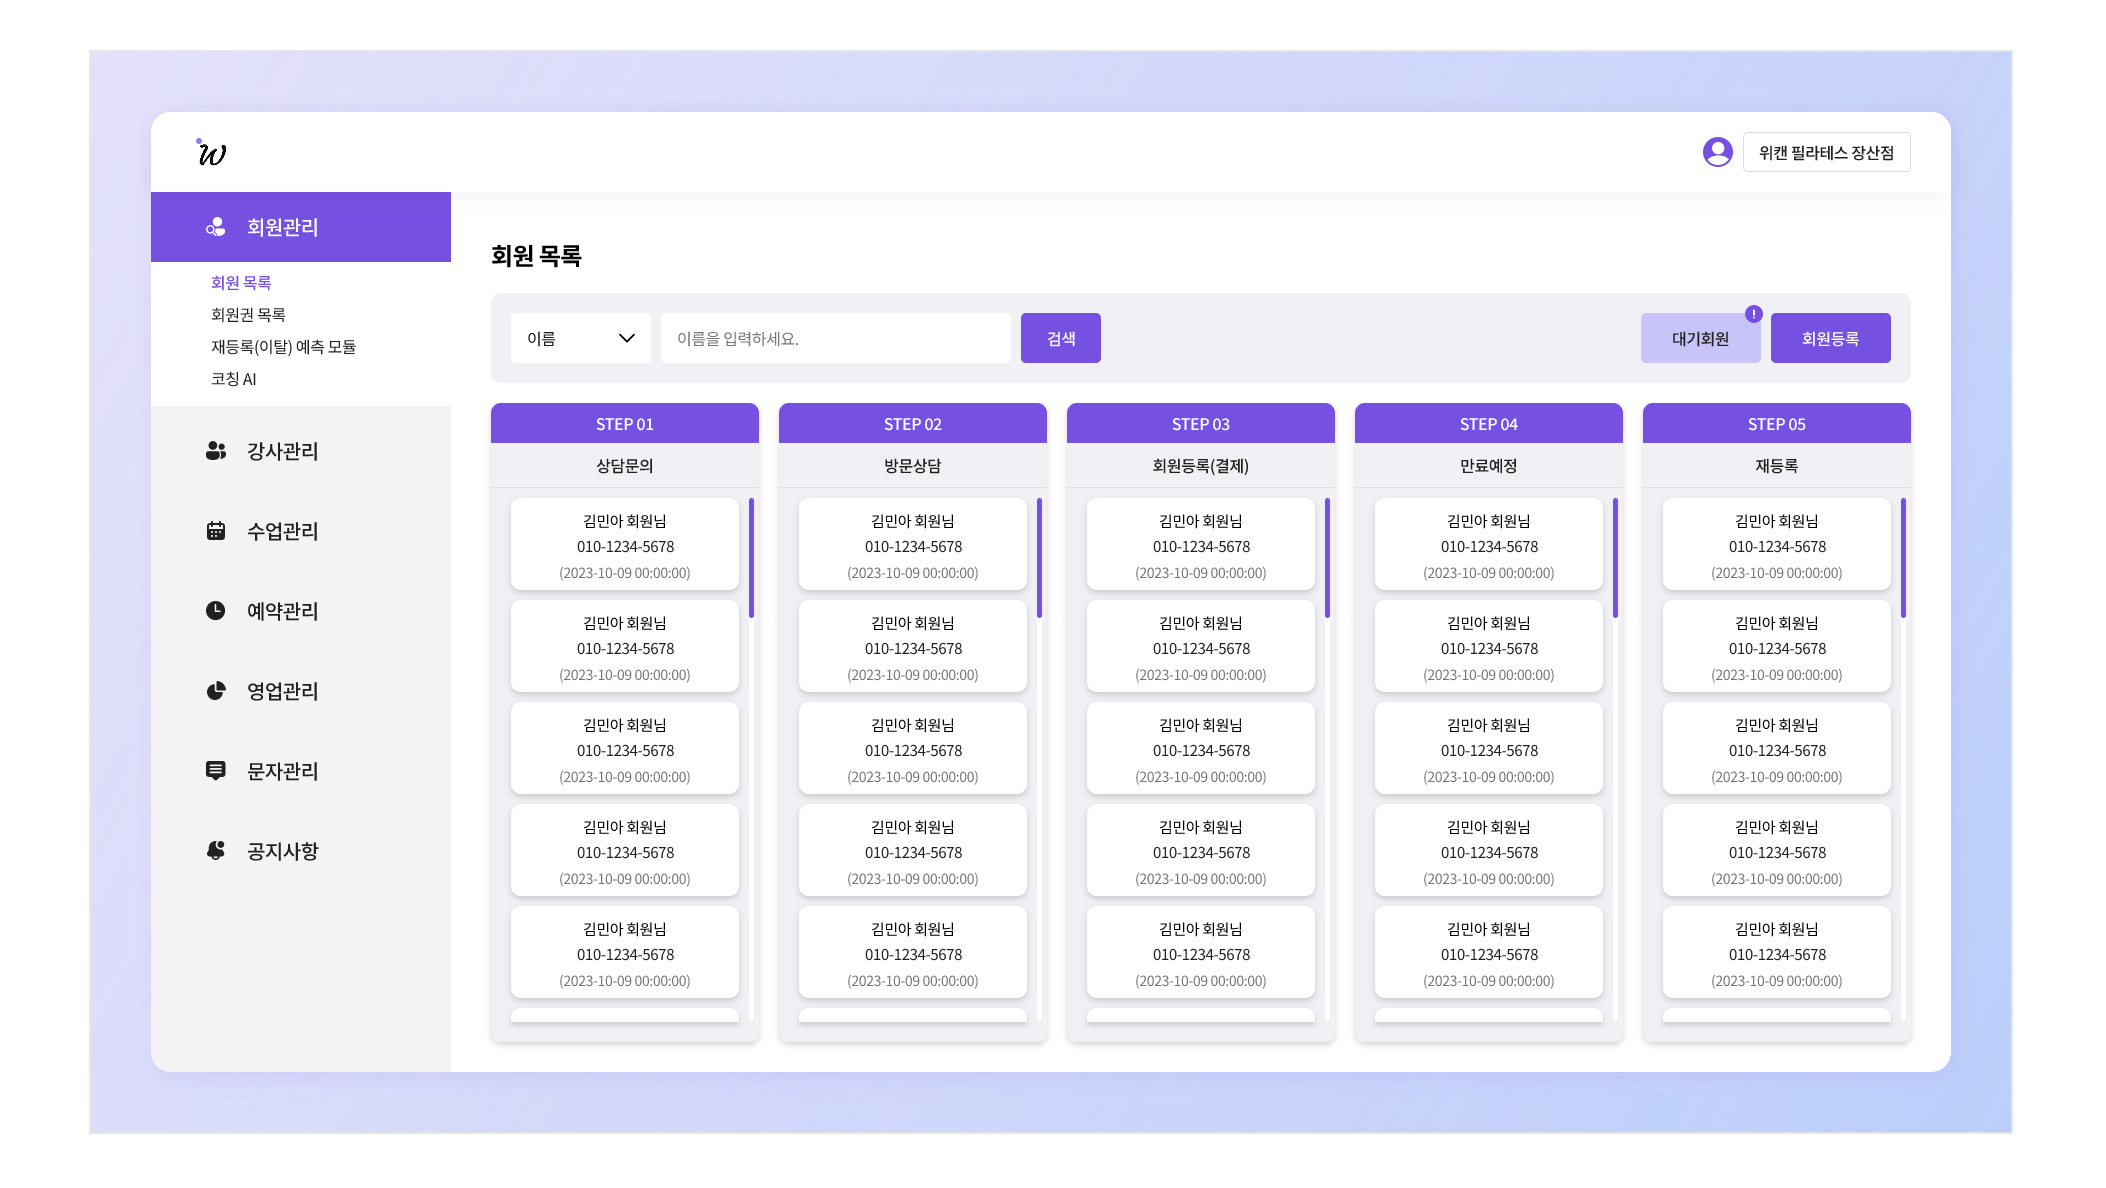 w
위캔 필라테스 장산점
회원관리
회원 목록
회원권 목록
재등록(이탈) 예측 모듈
코칭 AI
강사관리
수업관리
예약관리
영업관리
문자관리
공지사항
회원 목록
이름
이름을 입력하세요.
검색
대기회원
!
회원등록
STEP 01
상담문의
김민아 회원님
010-1234-5678
(2023-10-09 00:00:00)
김민아 회원님
010-1234-5678
(2023-10-09 00:00:00)
김민아 회원님
010-1234-5678
(2023-10-09 00:00:00)
김민아 회원님
010-1234-5678
(2023-10-09 00:00:00)
김민아 회원님
010-1234-5678
(2023-10-09 00:00:00)
STEP 02
방문상담
김민아 회원님
010-1234-5678
(2023-10-09 00:00:00)
김민아 회원님
010-1234-5678
(2023-10-09 00:00:00)
김민아 회원님
010-1234-5678
(2023-10-09 00:00:00)
김민아 회원님
010-1234-5678
(2023-10-09 00:00:00)
김민아 회원님
010-1234-5678
(2023-10-09 00:00:00)
STEP 03
회원등록(결제)
김민아 회원님
010-1234-5678
(2023-10-09 00:00:00)
김민아 회원님
010-1234-5678
(2023-10-09 00:00:00)
김민아 회원님
010-1234-5678
(2023-10-09 00:00:00)
김민아 회원님
010-1234-5678
(2023-10-09 00:00:00)
김민아 회원님
010-1234-5678
(2023-10-09 00:00:00)
STEP 04
만료예정
김민아 회원님
010-1234-5678
(2023-10-09 00:00:00)
김민아 회원님
010-1234-5678
(2023-10-09 00:00:00)
김민아 회원님
010-1234-5678
(2023-10-09 00:00:00)
김민아 회원님
010-1234-5678
(2023-10-09 00:00:00)
김민아 회원님
010-1234-5678
(2023-10-09 00:00:00)
STEP 05
재등록
김민아 회원님
010-1234-5678
(2023-10-09 00:00:00)
김민아 회원님
010-1234-5678
(2023-10-09 00:00:00)
김민아 회원님
010-1234-5678
(2023-10-09 00:00:00)
김민아 회원님
010-1234-5678
(2023-10-09 00:00:00)
김민아 회원님
010-1234-5678
(2023-10-09 00:00:00)